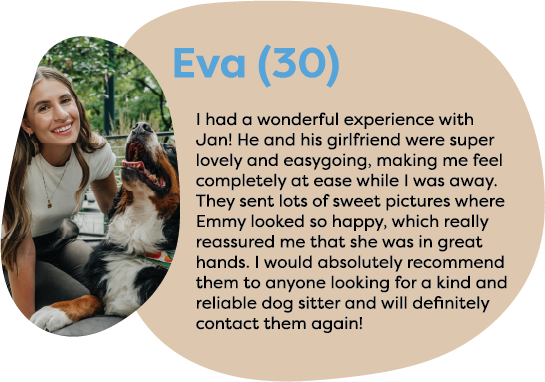 Eva (30)
I had a wonderful experience with
Jan! He and his girlfriend were super
lovely and easygoing, making me feel
completely at ease while I was away.
They sent lots of sweet pictures where
Emmy looked so happy, which really
reassured me that she was in great
hands. I would absolutely recommend
them to anyone looking for a kind and
reliable dog sitter and will definitely
contact them again!